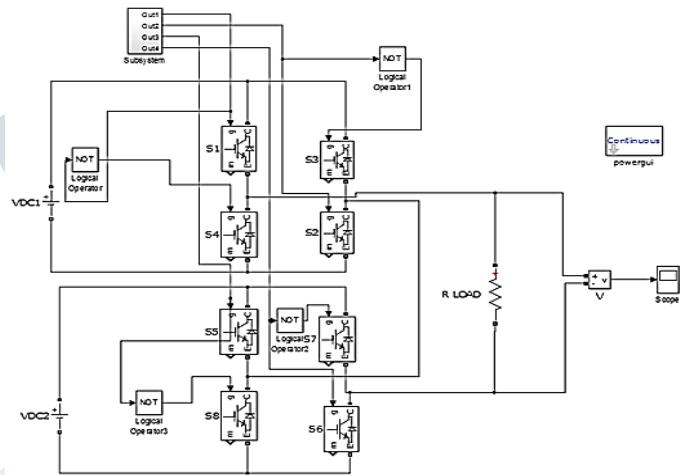 Out1
Out2
Out3
Out4
Subsystem
NOT
Logical
Operator1
Continuous
powergui
g
C
m
E
S1
g
C
m
E
S3
NOT
Logical
Operator
VDC1
+
g
C
m
E
S4
g
C
m
E
S2
+
R LOAD
+
-
v
V
Scope
g
C
m
E
S5
NOT
Logical
Operator2
g
C
m
E
S7
NOT
Logical
Operator3
VDC2
+
g
C
m
E
S8
g
C
m
E
S6